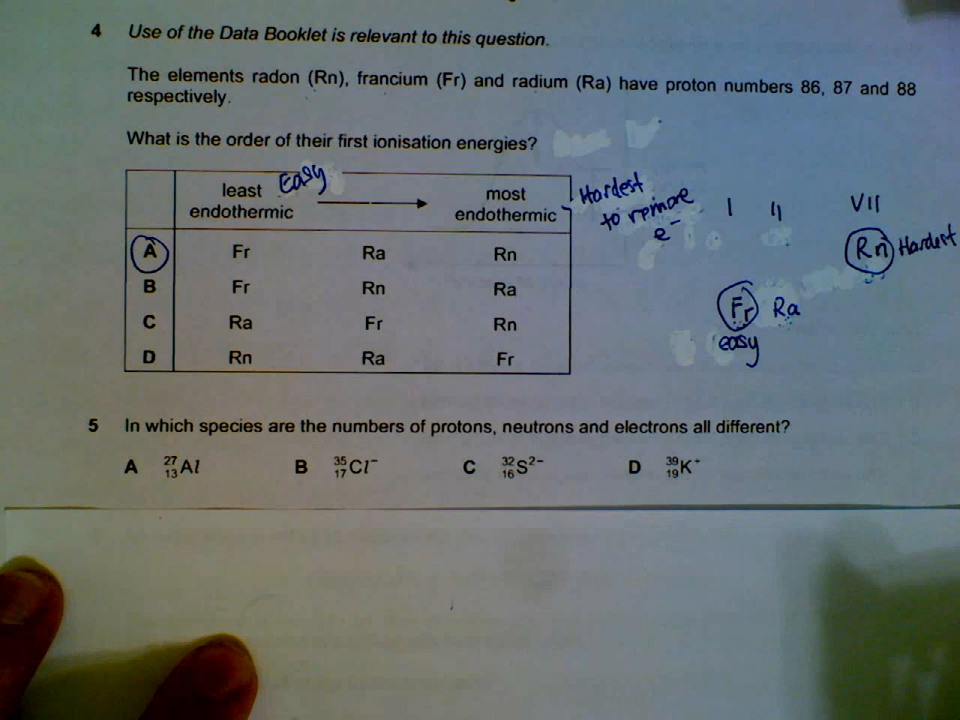 4 Use of the Data Booklet is relevant to this question.
The elements radon (Rn), francium (Fr) and radium (Ra) have proton numbers 86, 87 and 88
respectively.
What is the order of their first ionisation energies?
least Easy most Hardest
endothermic endothermic to remove
e⁻
I II VII
A Fr Ra Rn
Rn Hardest
B Fr Rn Ra
Fr Ra
C Ra Fr Rn
easy
D Rn Ra Fr
5 In which species are the numbers of protons, neutrons and electrons all different?
A ²⁷₁₃Al B ³⁵₁₇Cl⁻ C ³²₁₆S²⁻ D ³⁹₁₉K⁺